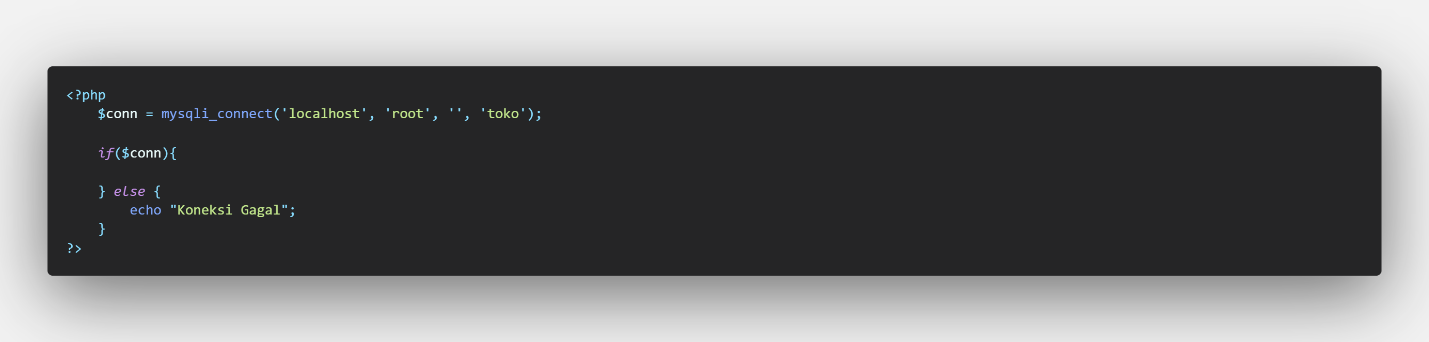 <?php
    $conn = mysqli_connect('localhost', 'root', '', 'toko');

    if($conn){

    } else {
        echo "Koneksi Gagal";
    }
?>